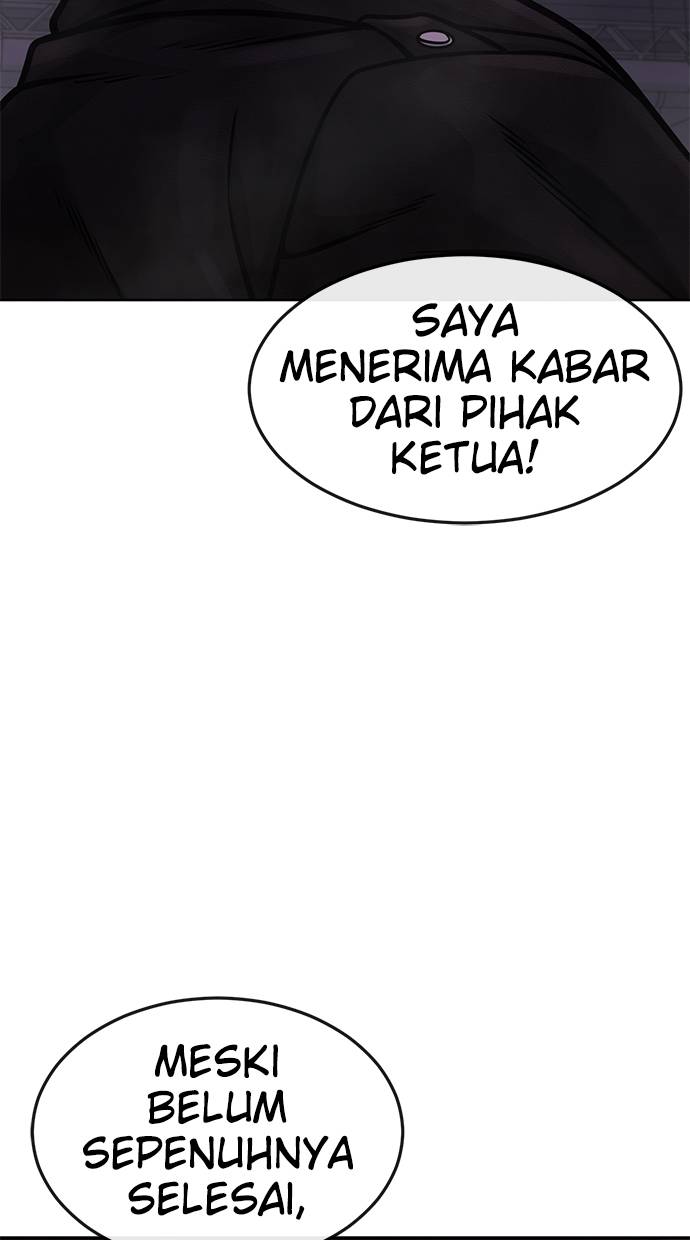 SAYA
MENERIMA KABAR
DARI PIHAK
KETUA!
MESKI
BELUM
SEPENUHNYA
SELESAI,